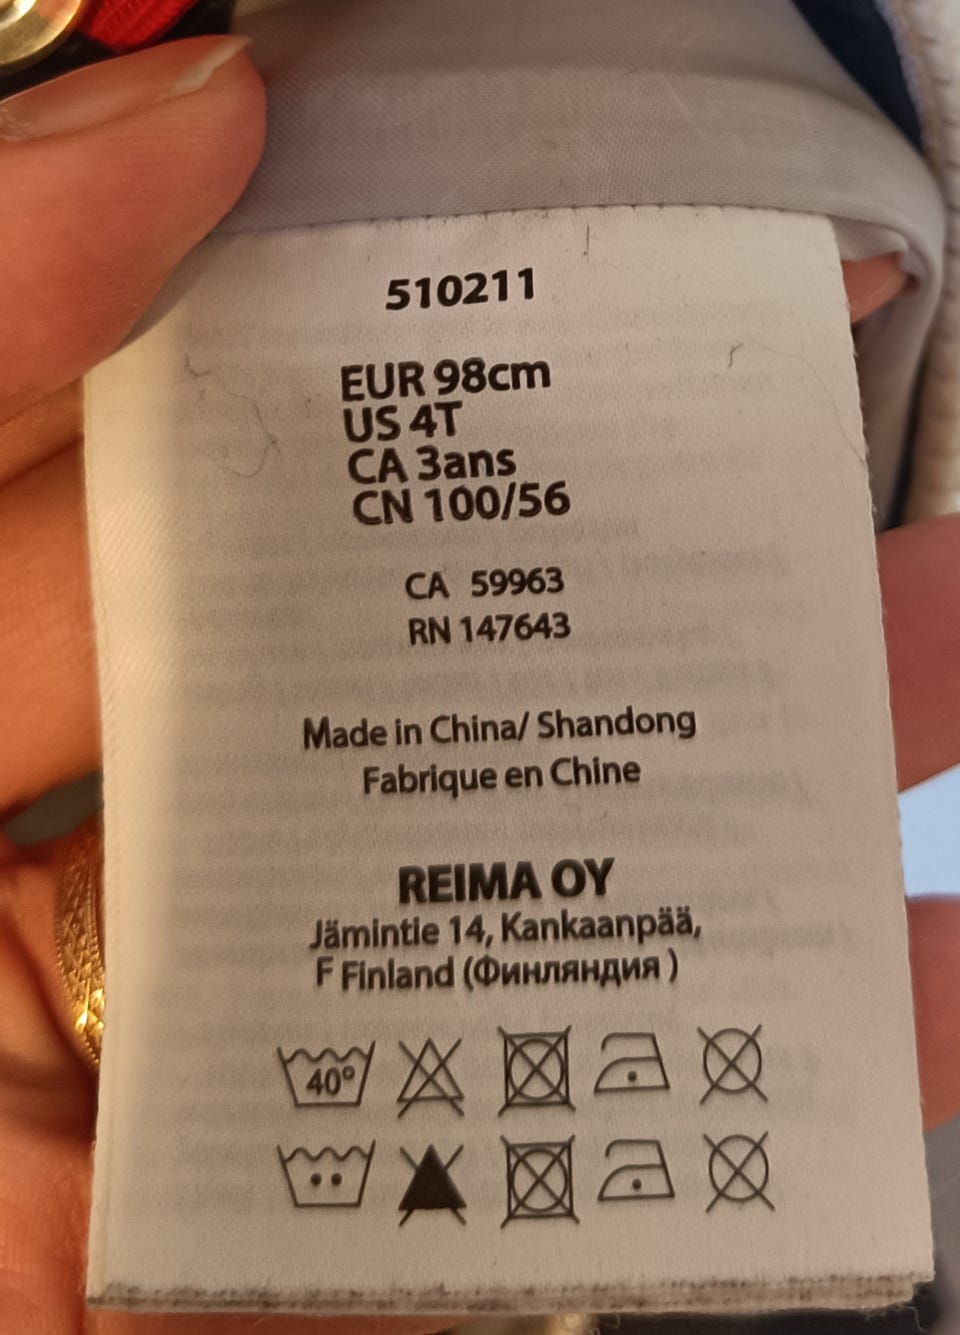 510211
EUR 98cm
US 4T
CA 3ans
CN 100/56
CA 59963
RN 147643
Made in China/ Shandong
Fabrique en Chine
REIMA OY
Jämintie 14, Kankaanpää,
F Finland (Финляндия )
40°